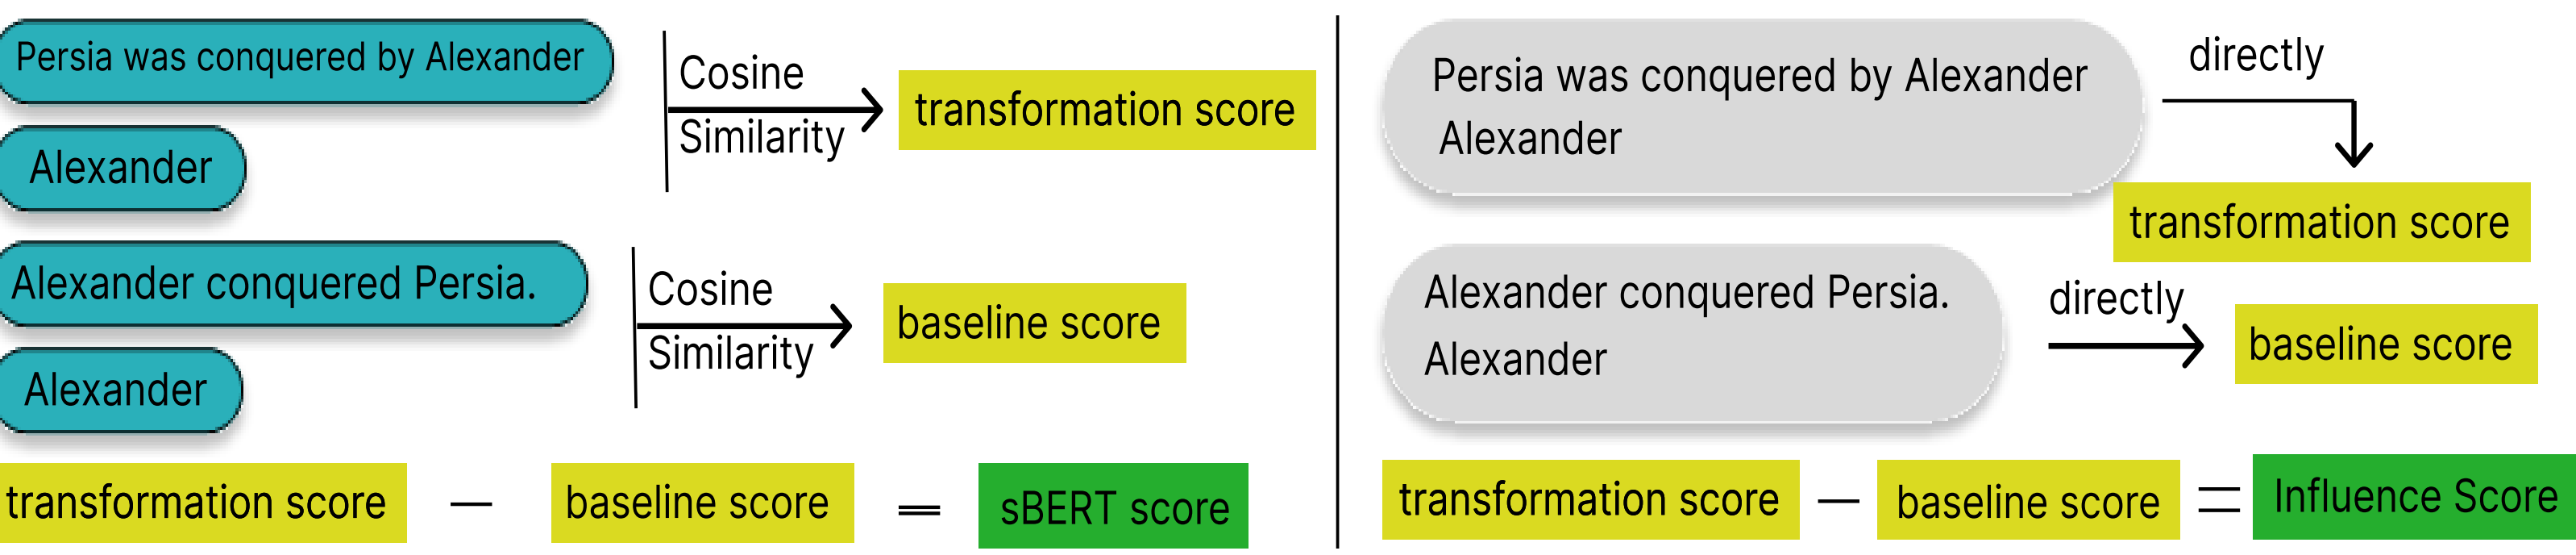 Persia was conquered by Alexander
Alexander
Cosine
Similarity
transformation score
Alexander conquered Persia.
Alexander
Cosine
Similarity
baseline score
transformation score — baseline score = sBERT score
Persia was conquered by Alexander
Alexander
directly
transformation score
Alexander conquered Persia.
Alexander
directly
baseline score
transformation score — baseline score = Influence Score